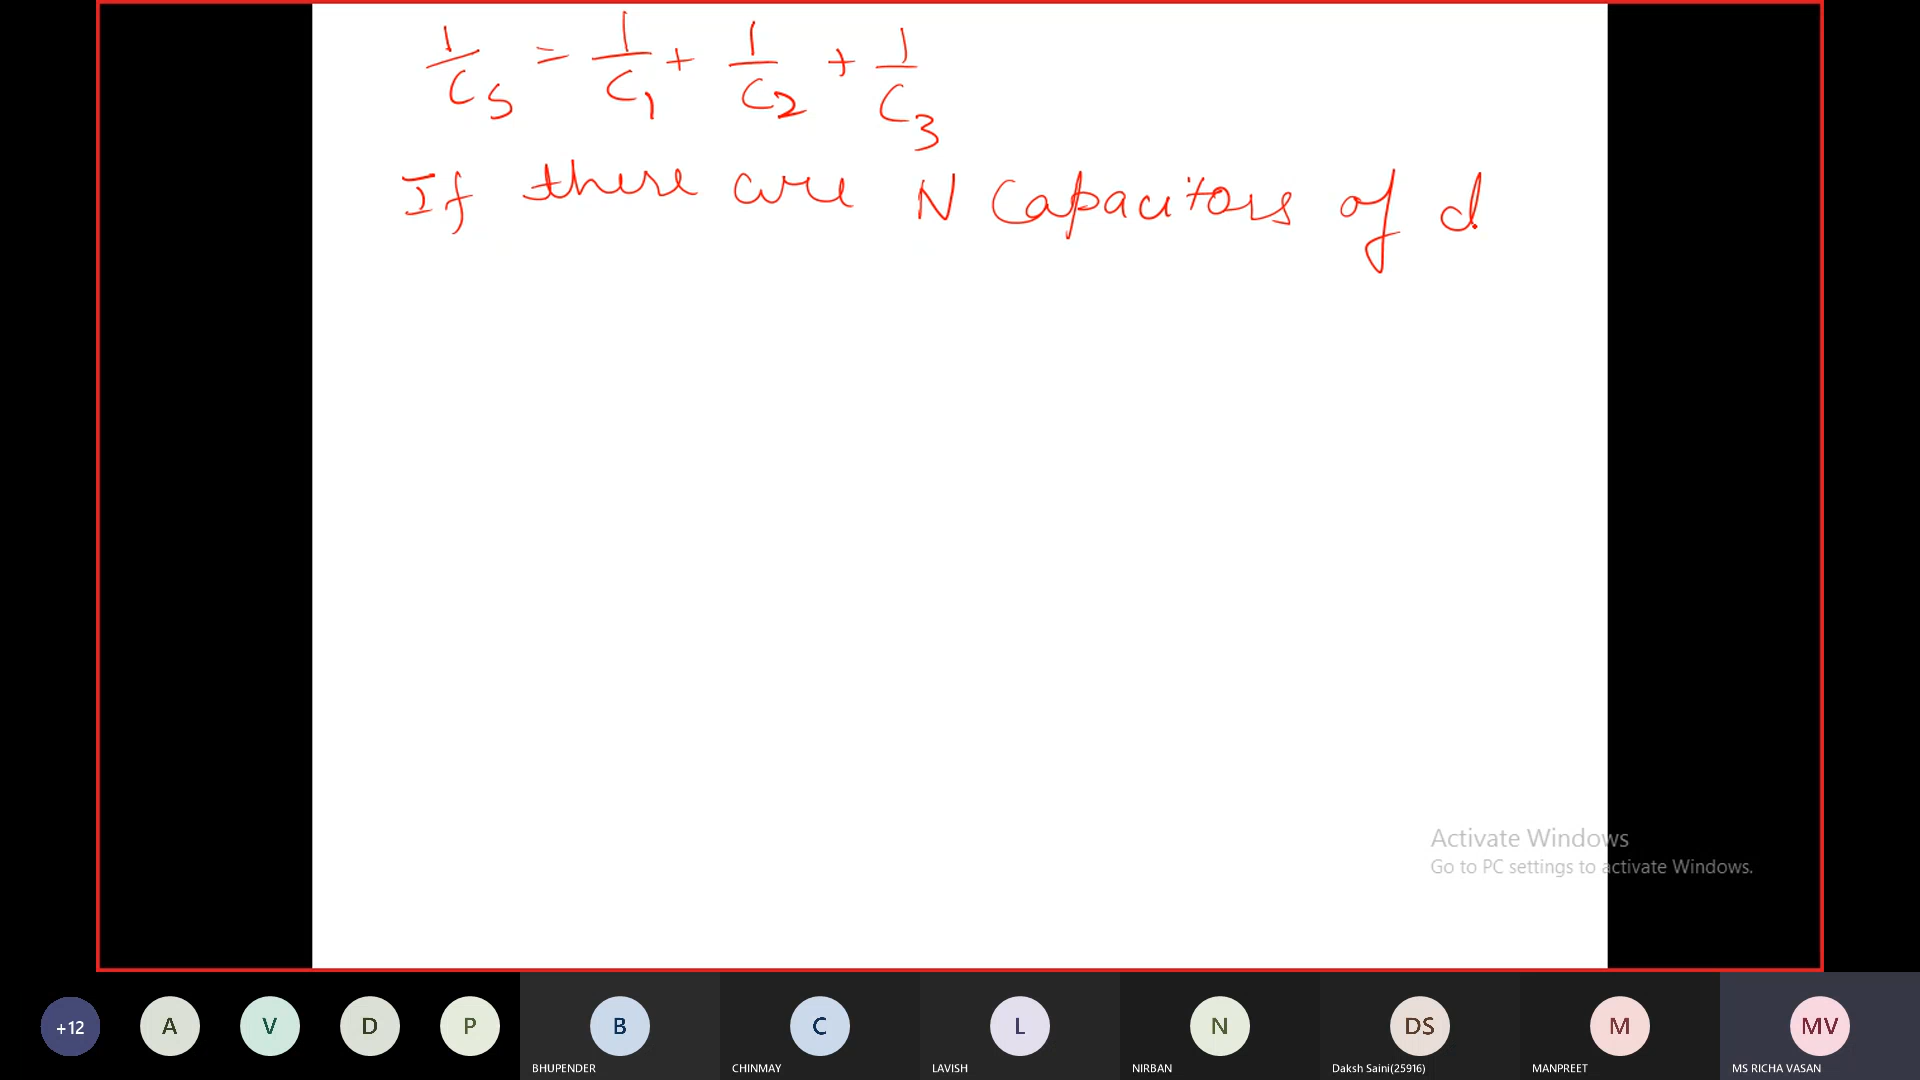 1/CS = 1/C1 + 1/C2 + 1/C3
If there are N Capacitors of d
Activate Windows
Go to PC settings to activate Windows.
+12 A V D P B C L N DS M MV
BHUPENDER CHINMAY LAVISH NIRBAN Daksh Saini(25916) MANPREET MS RICHA VASAN